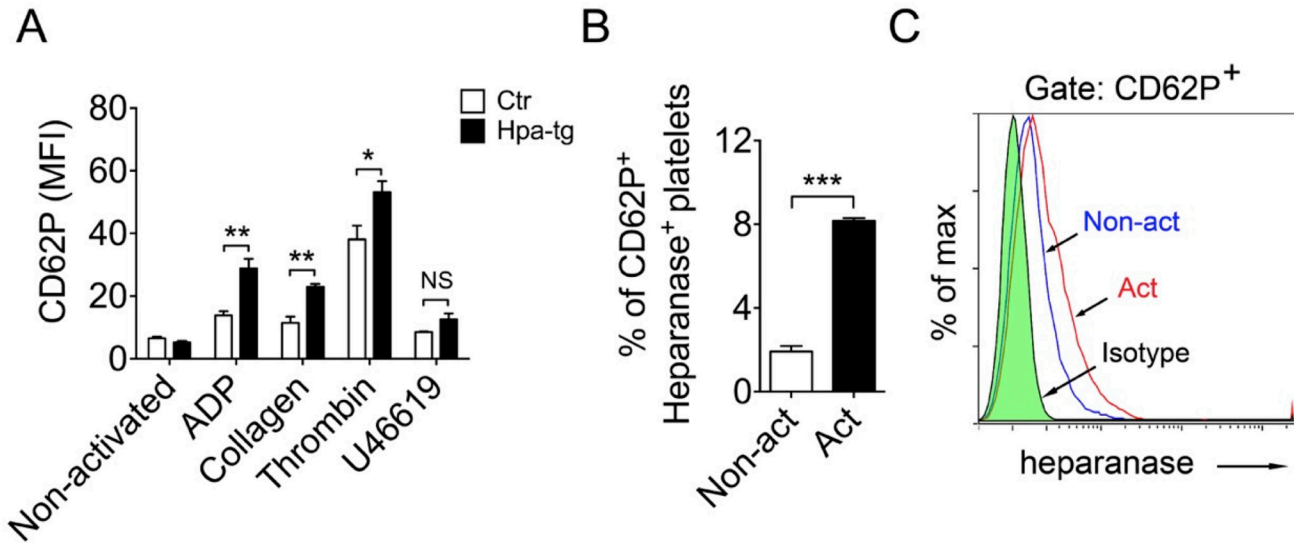 A
CD62P (MFI)
80
60
40
20
0
Ctr
Hpa-tg
**
**
*
NS
Non-activated
ADP
Collagen
Thrombin
U46619
B
% of CD62P+
Heparanase+ platelets
12
8
4
0
***
Non-act
Act
C
Gate: CD62P+
% of max
Non-act
Act
Isotype
heparanase